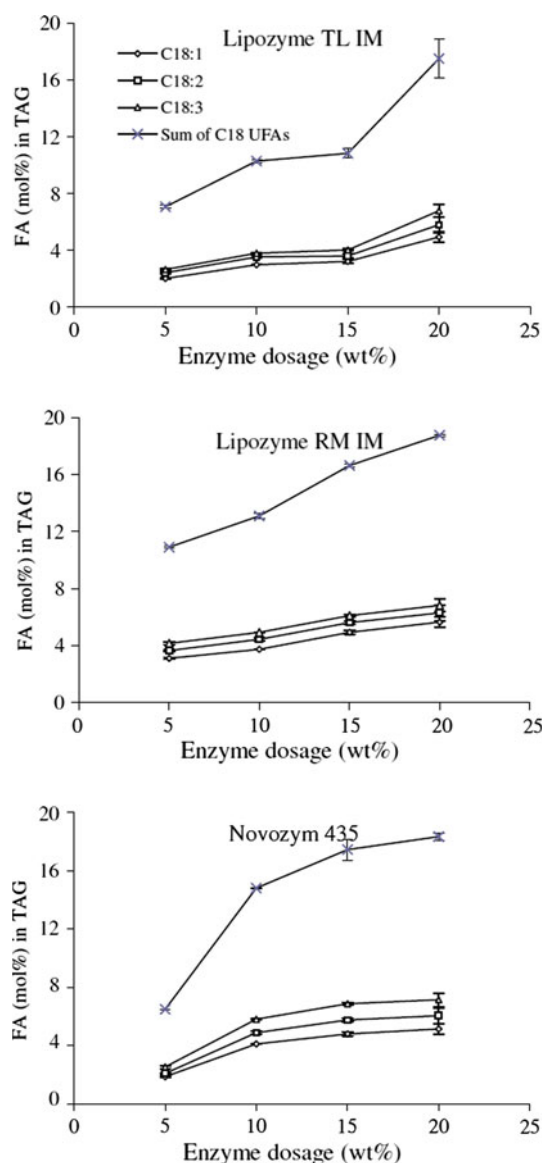 Lipozyme TL IM
C18:1
C18:2
C18:3
Sum of C18 UFAs
FA (mol%) in TAG
20
16
12
8
4
0
0 5 10 15 20 25
Enzyme dosage (wt%)
Lipozyme RM IM
FA (mol%) in TAG
20
16
12
8
4
0
0 5 10 15 20 25
Enzyme dosage (wt%)
Novozym 435
FA (mol%) in TAG
20
16
12
8
4
0
0 5 10 15 20 25
Enzyme dosage (wt%)